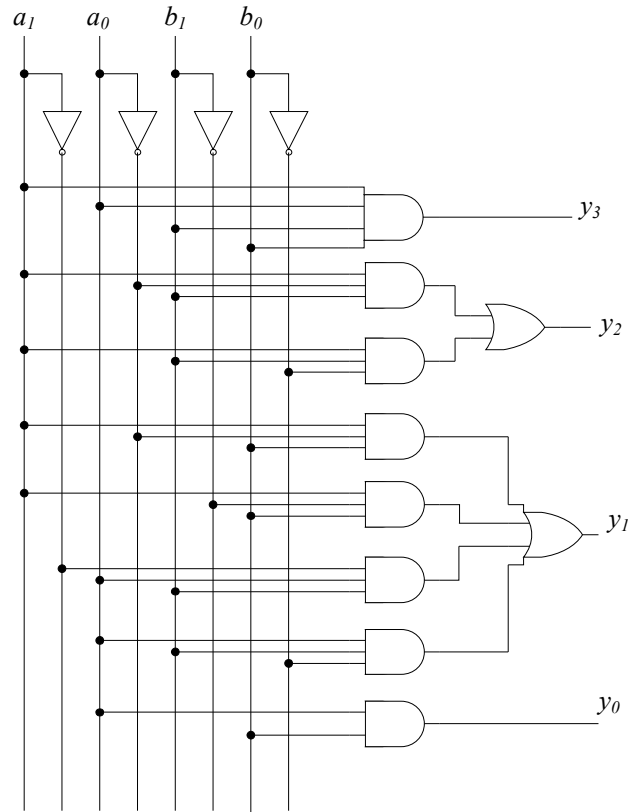 a₁ a₀ b₁ b₀
y₃
y₂
y₁
y₀